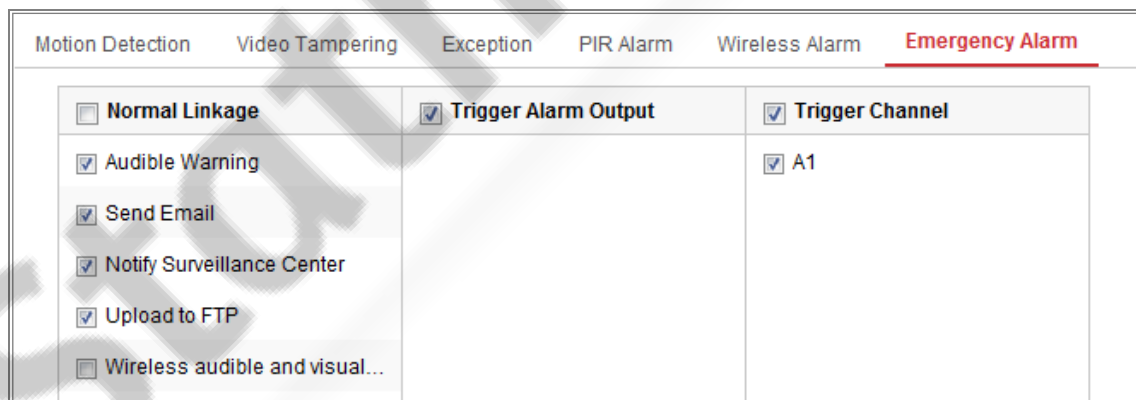 Motion Detection Video Tampering Exception PIR Alarm Wireless Alarm Emergency Alarm
Normal Linkage Trigger Alarm Output Trigger Channel
Audible Warning A1
Send Email
Notify Surveillance Center
Upload to FTP
Wireless audible and visual...